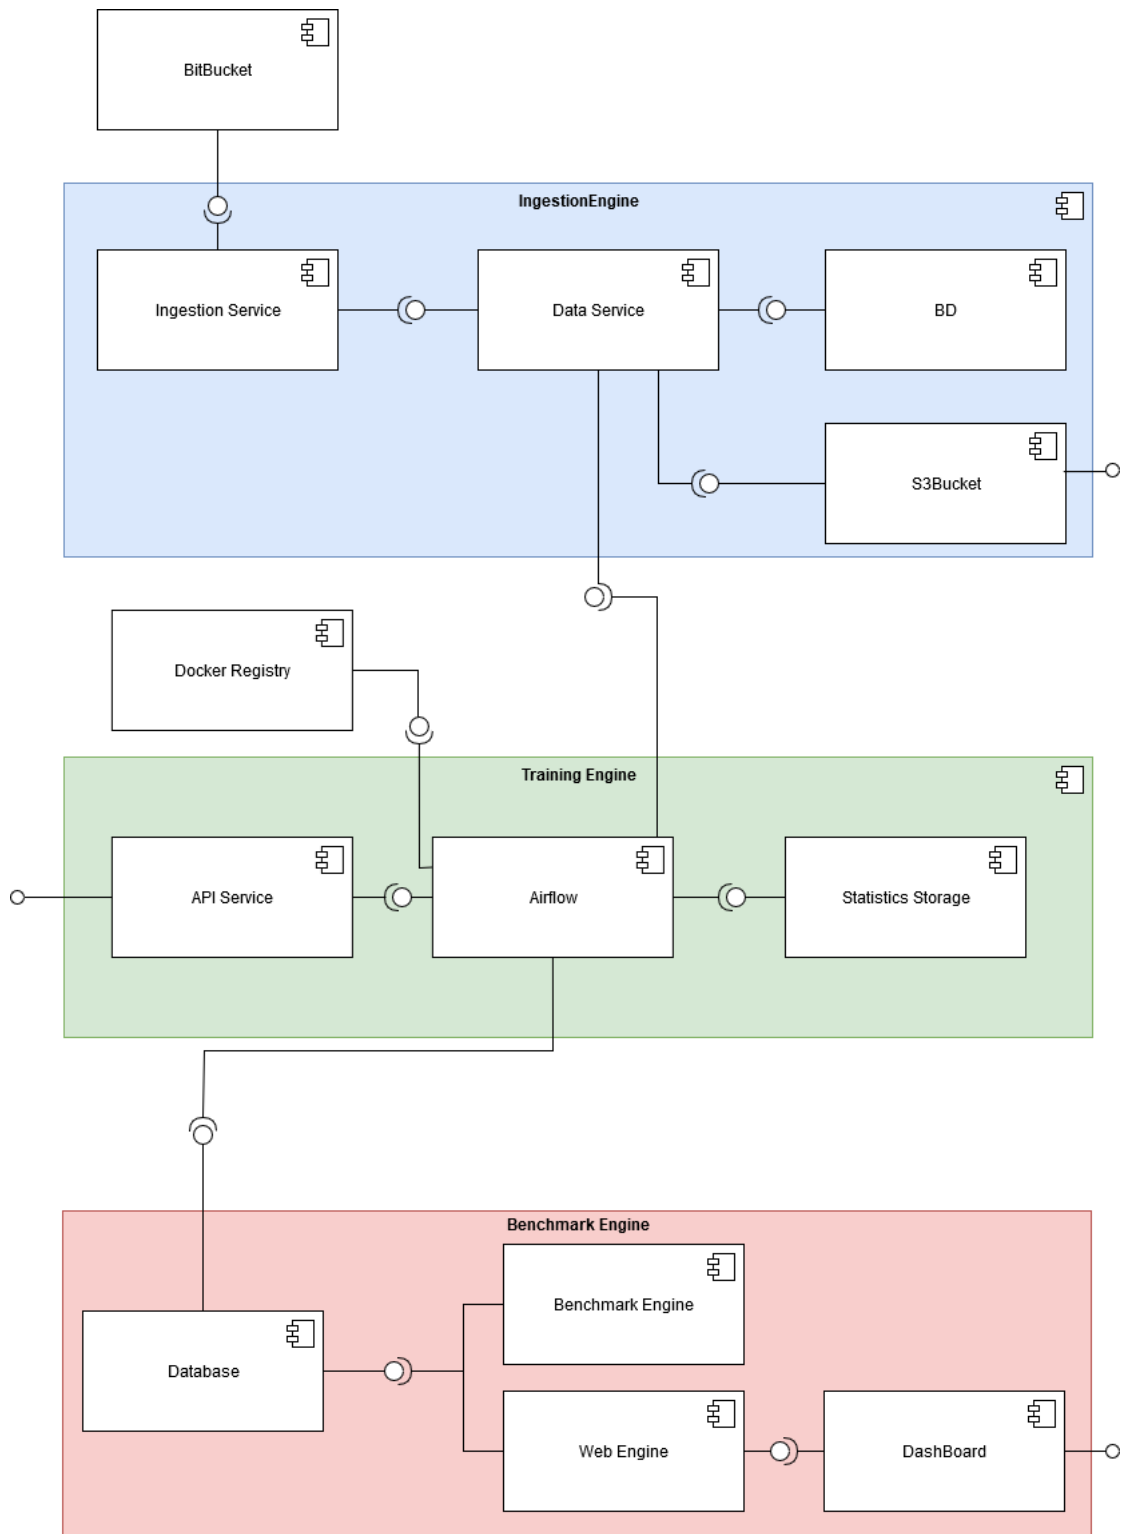 BitBucket
IngestionEngine
Ingestion Service
Data Service
BD
S3Bucket
Docker Registry
Training Engine
API Service
Airflow
Statistics Storage
Benchmark Engine
Benchmark Engine
Database
Web Engine
DashBoard